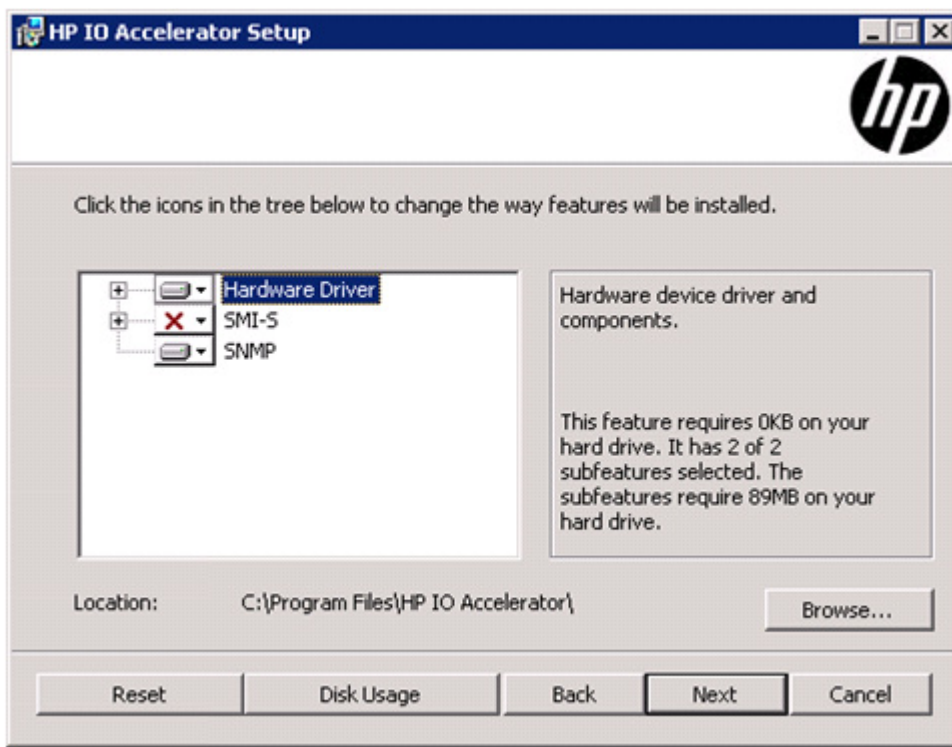 HP IO Accelerator Setup
hp
Click the icons in the tree below to change the way features will be installed.
Hardware Driver
SMI-S
SNMP
Hardware device driver and
components.
This feature requires 0KB on your
hard drive. It has 2 of 2
subfeatures selected. The
subfeatures require 89MB on your
hard drive.
Location: C:\Program Files\HP IO Accelerator\
Browse...
Reset Disk Usage Back Next Cancel